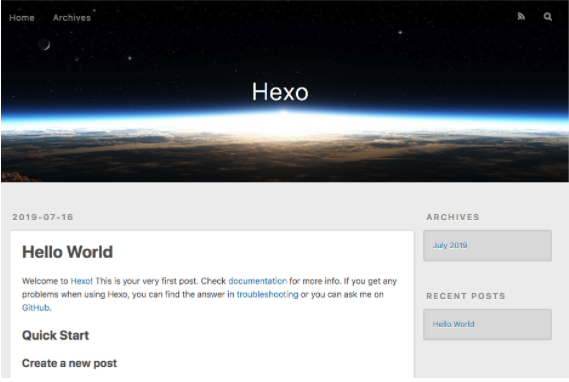 Home Archives
Hexo
2019-07-16
Hello World
Welcome to Hexo! This is your very first post. Check documentation for more info. If you get any
problems when using Hexo, you can find the answer in troubleshooting or you can ask me on
GitHub.
Quick Start
Create a new post
ARCHIVES
July 2019
RECENT POSTS
Hello World